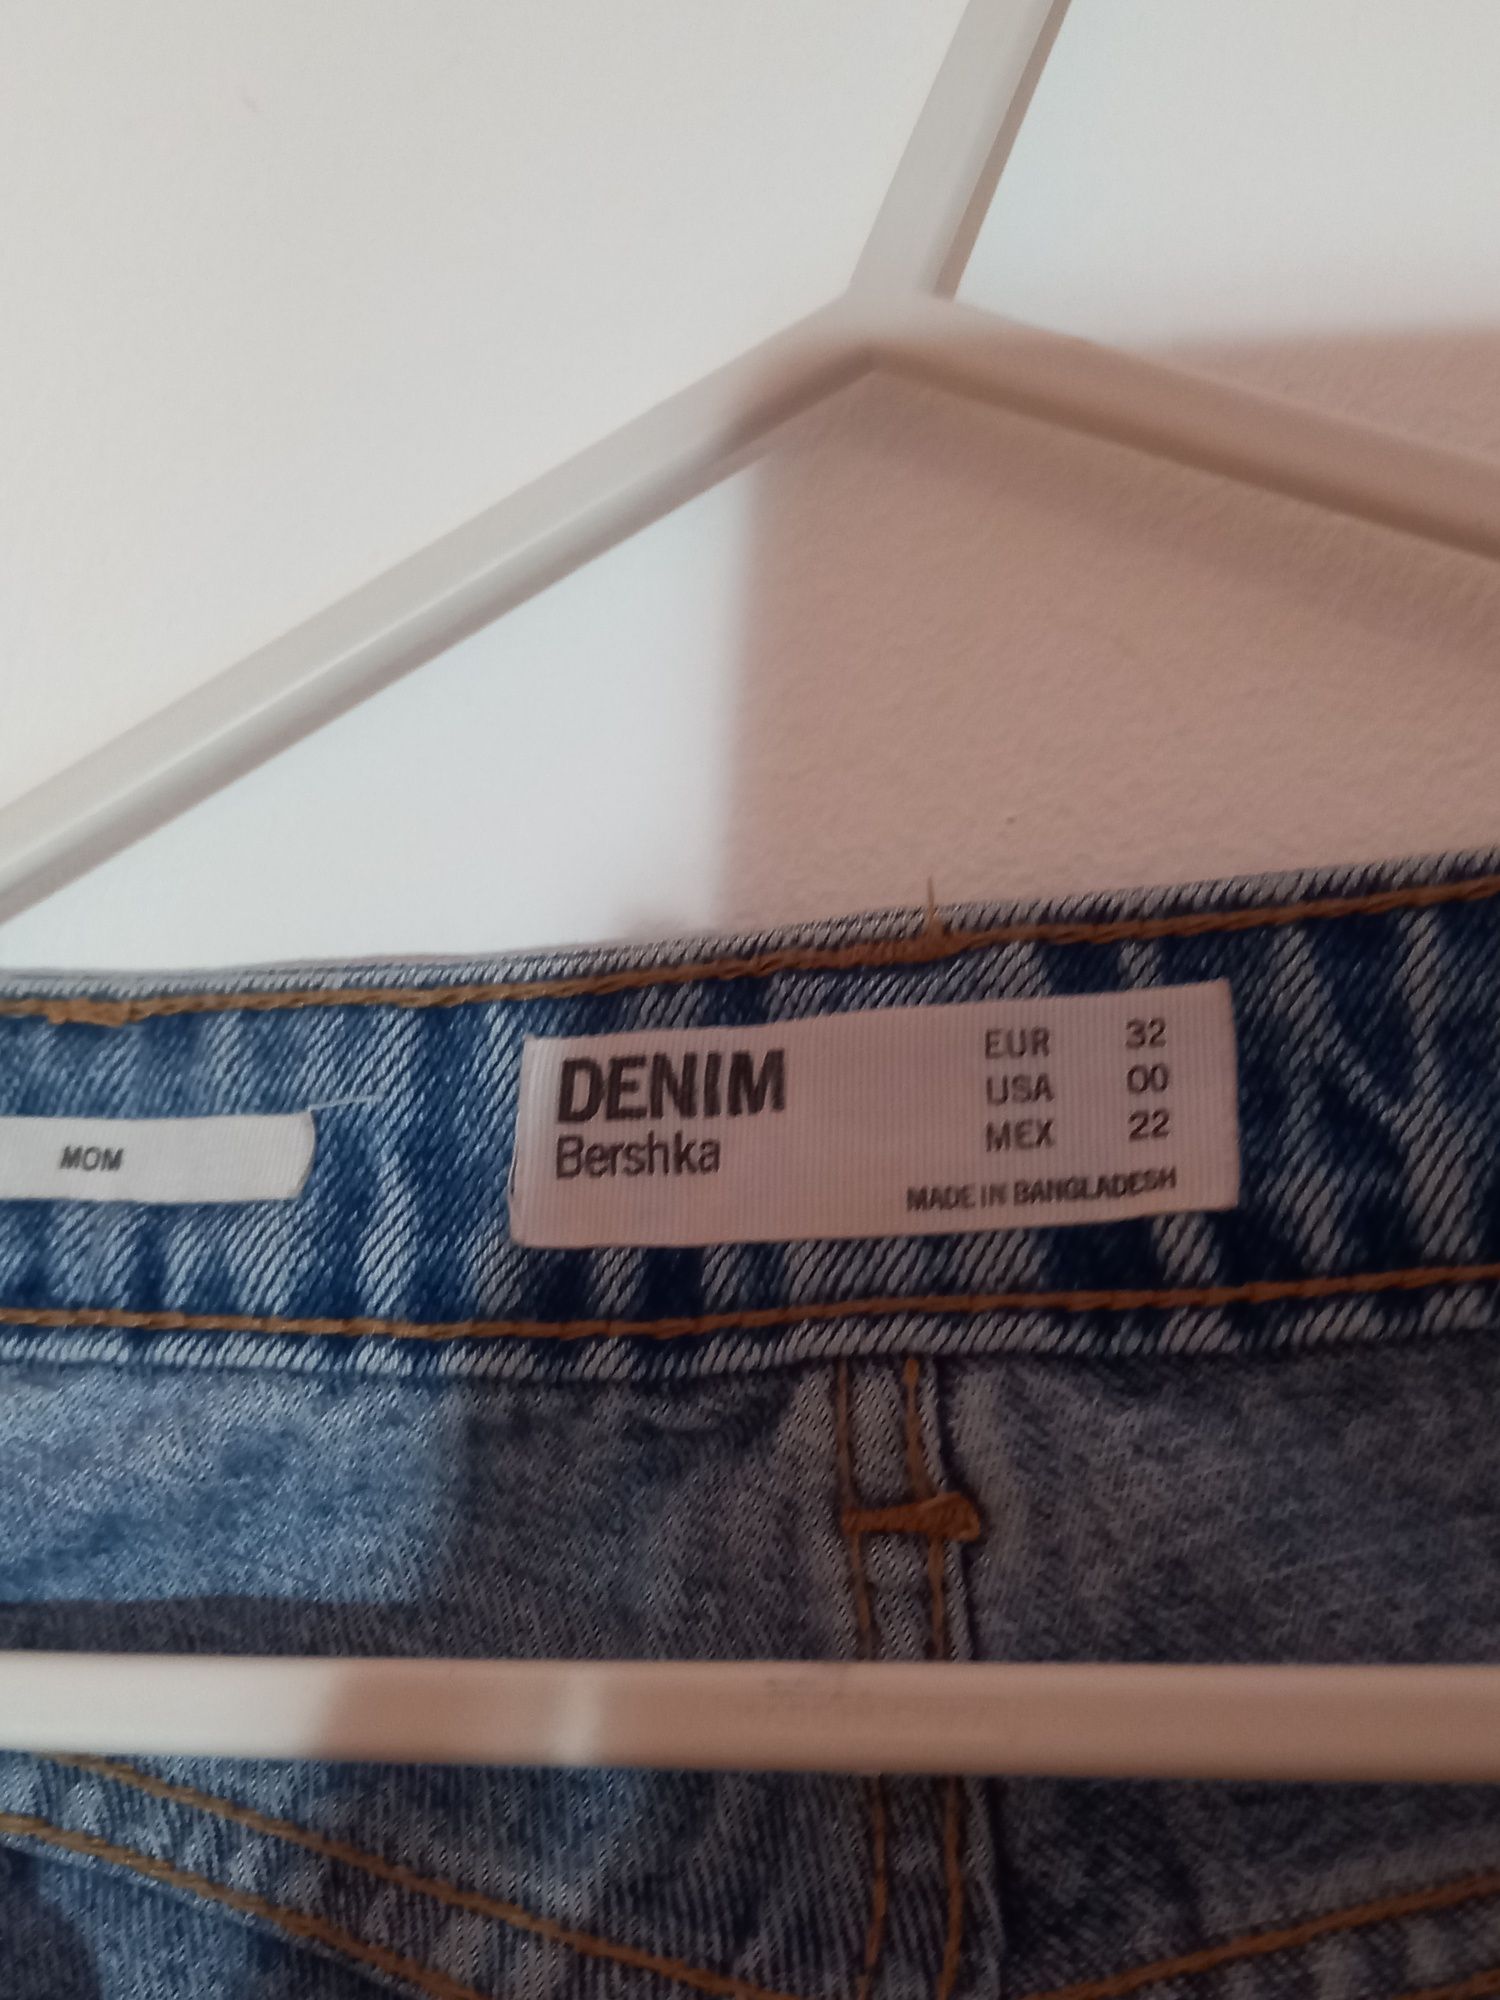 MOM
DENIM
Bershka
EUR 32
USA 00
MEX 22
MADE IN BANGLADESH